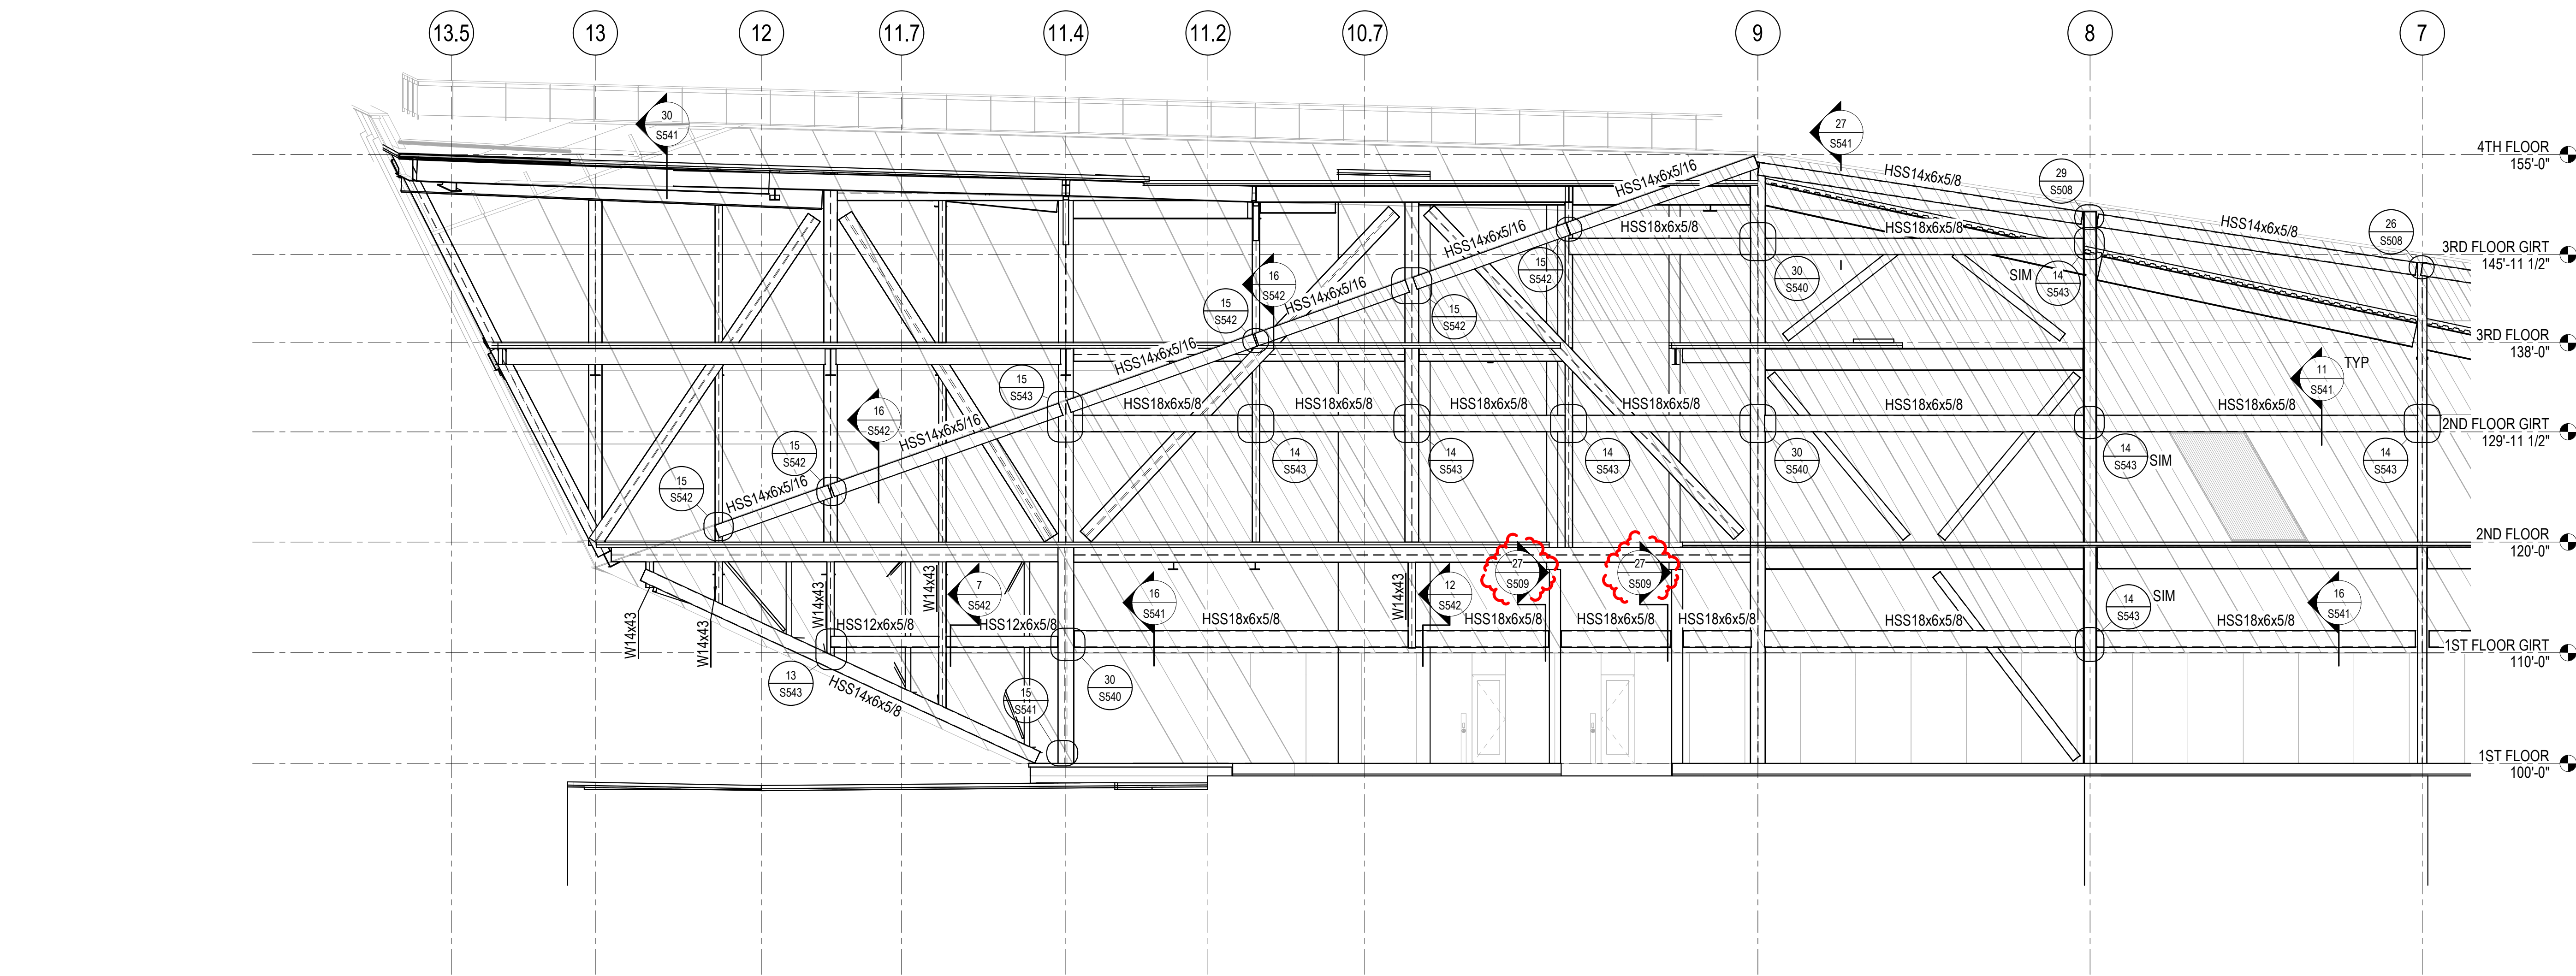 13.5
13
12
11.7
11.4
11.2
10.7
9
8
7
30
S541
27
S541
4TH FLOOR
155'-0"
HSS14x6x5/16
HSS14x6x5/8
29
S508
HSS14x6x5/8
26
S508
HSS18x6x5/8
HSS18x6x5/8
HSS14x6x5/16
3RD FLOOR GIRT
145'-11 1/2"
15
S542
30
S540
SIM
14
S543
16
S542
HSS14x6x5/16
15
S542
15
S542
3RD FLOOR
138'-0"
HSS14x6x5/16
11
S541
TYP
15
S543
HSS18x6x5/8
HSS18x6x5/8
HSS18x6x5/8
HSS18x6x5/8
HSS18x6x5/8
HSS18x6x5/8
16
S542
HSS14x6x5/16
2ND FLOOR GIRT
129'-11 1/2"
15
S542
14
S543
14
S543
14
S543
30
S540
14
S543
SIM
14
S543
15
S542
HSS14x6x5/16
2ND FLOOR
120'-0"
27
S509
27
S509
W14x43
W14x43
W14x43
W14x43
W14x43
7
S542
16
S541
12
S542
14
S543
SIM
16
S541
HSS12x6x5/8
HSS12x6x5/8
HSS18x6x5/8
HSS18x6x5/8
HSS18x6x5/8
HSS18x6x5/8
HSS18x6x5/8
HSS18x6x5/8
1ST FLOOR GIRT
110'-0"
13
S543
HSS14x6x5/8
15
S541
30
S540
1ST FLOOR
100'-0"